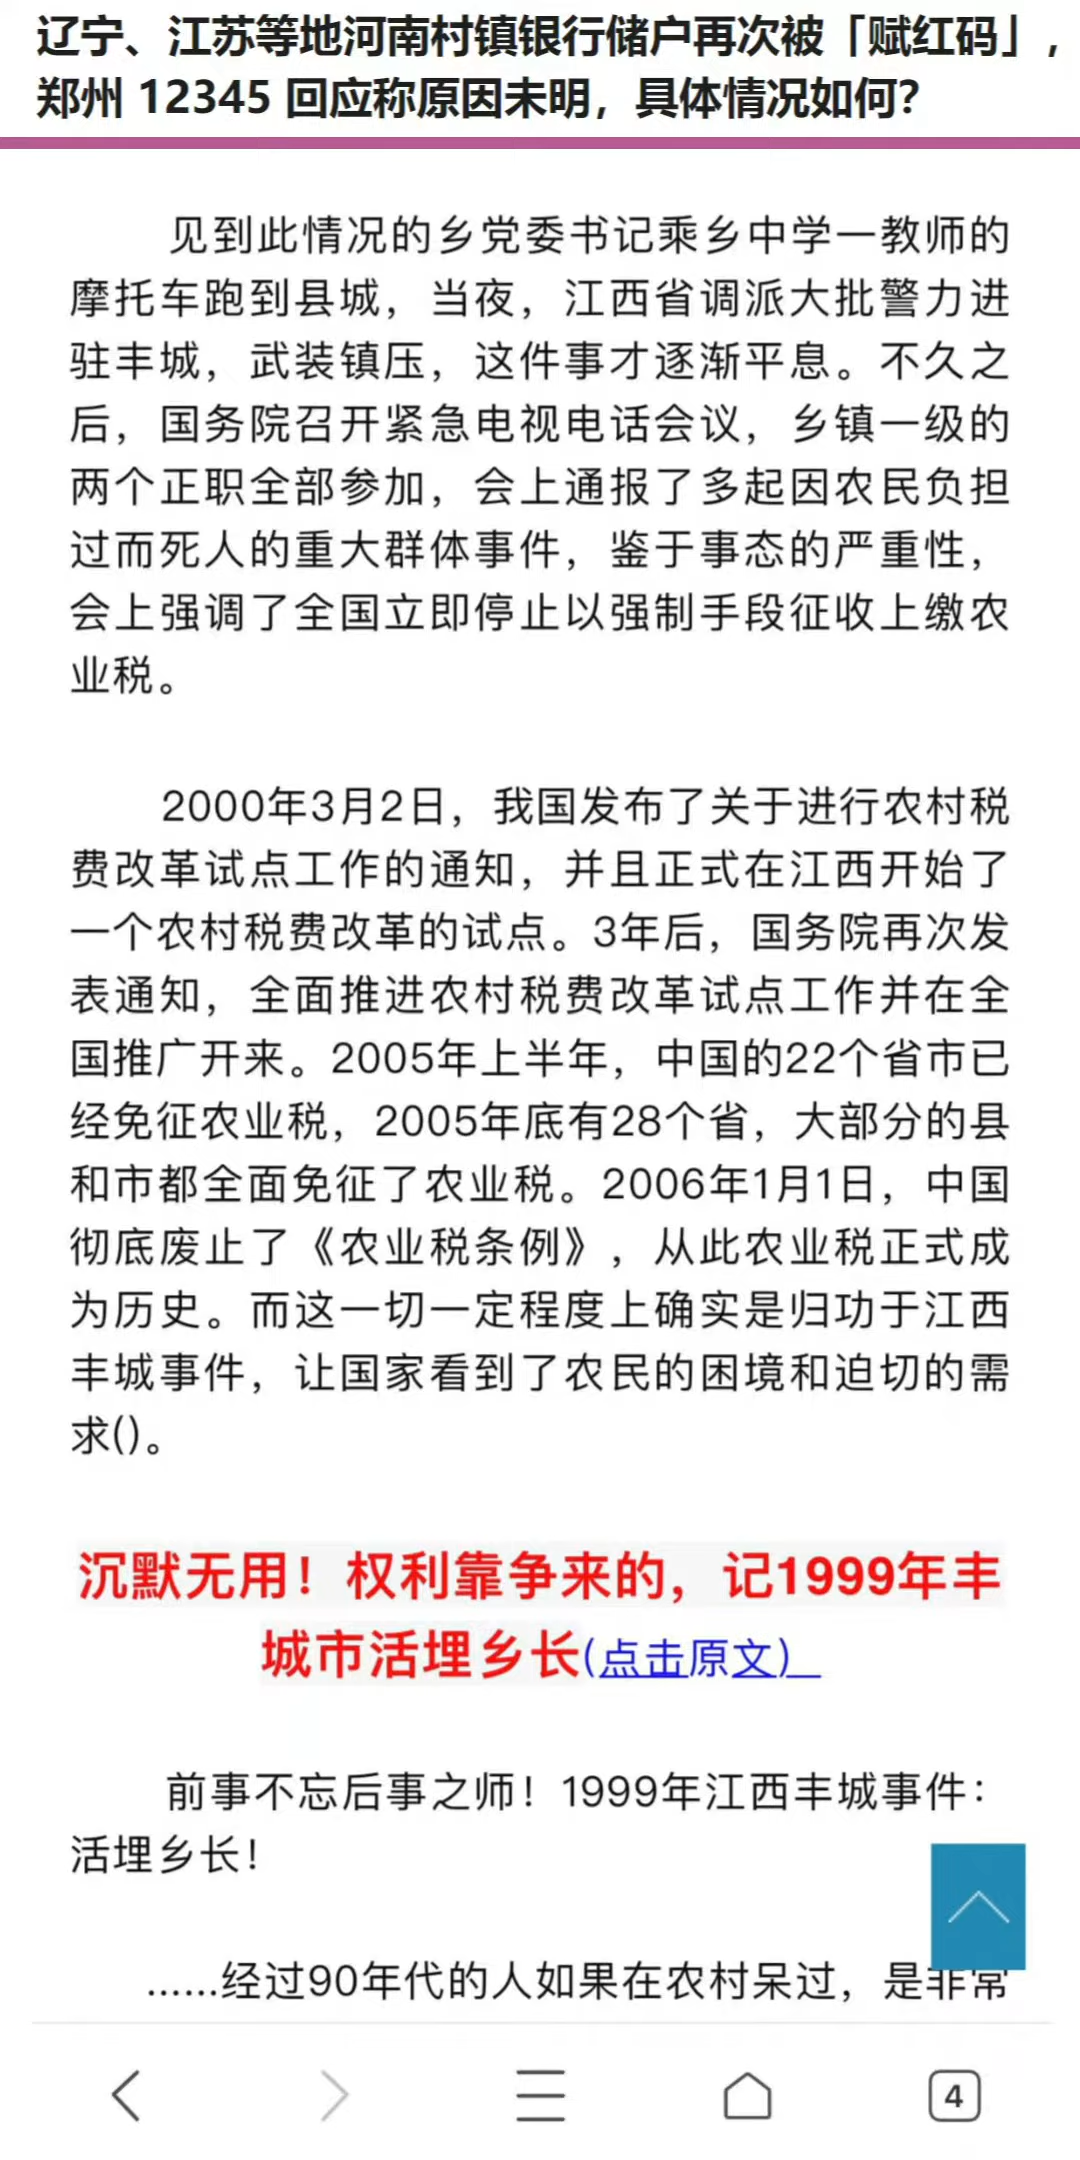 辽宁、江苏等地河南村镇银行储户再次被「赋红码」,
郑州 12345 回应称原因未明，具体情况如何？
见到此情况的乡党委书记乘乡中学一教师的
摩托车跑到县城，当夜，江西省调派大批警力进
驻丰城，武装镇压，这件事才逐渐平息。不久之
后，国务院召开紧急电视电话会议，乡镇一级的
两个正职全部参加，会上通报了多起因农民负担
过而死人的重大群体事件，鉴于事态的严重性，
会上强调了全国立即停止以强制手段征收上缴农
业税。
2000年3月2日，我国发布了关于进行农村税
费改革试点工作的通知，并且正式在江西开始了
一个农村税费改革的试点。3年后，国务院再次发
表通知，全面推进农村税费改革试点工作并在全
国推广开来。2005年上半年，中国的22个省市已
经免征农业税，2005年底有28个省，大部分的县
和市都全面免征了农业税。2006年1月1日，中国
彻底废止了《农业税条例》，从此农业税正式成
为历史。而这一切一定程度上确实是归功于江西
丰城事件，让国家看到了农民的困境和迫切的需
求()。
沉默无用！权利靠争来的，记1999年丰
城市活埋乡长(点击原文)
前事不忘后事之师！1999年江西丰城事件：
活埋乡长！
......经过90年代的人如果在农村呆过，是非常
4